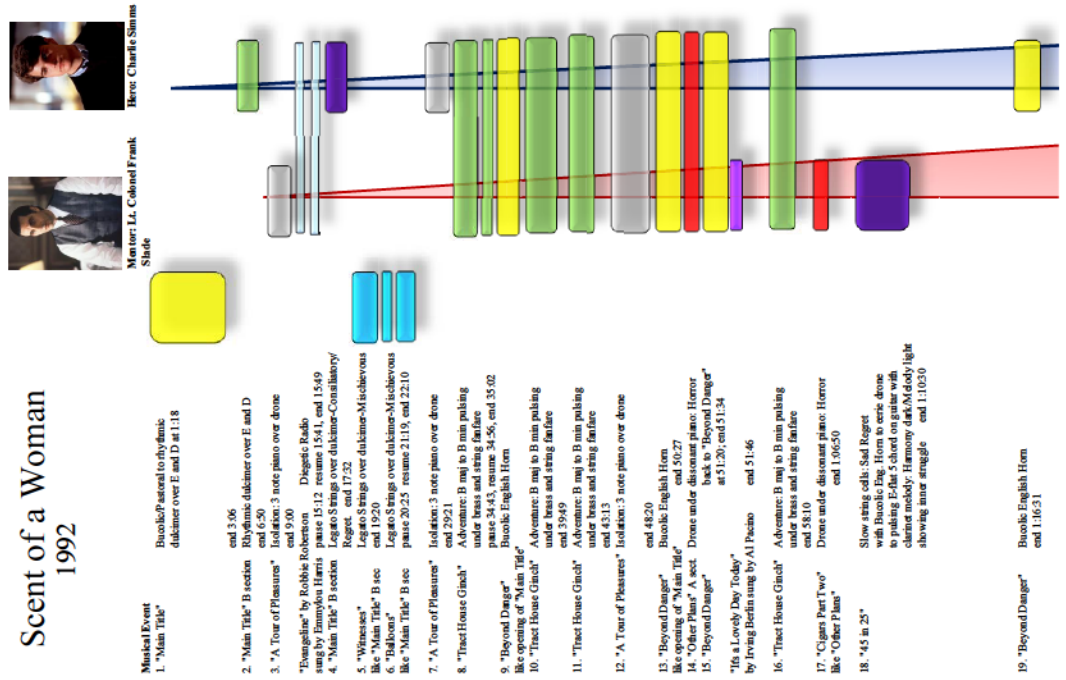 Scent of a Woman
1992
Mentor: Lt. Colonel Frank
Slade
Hero: Charlie Simms
Musical Event
1. "Main Title" Bucolic/Pastoral to rhythmic
dulcimer over E and D at 1:18
end 3:06
2. "Main Title" B section Rhythmic dulcimer over E and D
end 6:50
3. "A Tour of Pleasures" Isolation: 3 note piano over drone
end 9:00
"Evangeline" by Robbie Robertson Diegetic Radio
sung by Emmylou Harris pause 15:12 resume 15:41, end 15:49
4. "Main Title" B section Legato Strings over dulcimer-Consiliatory/
Regret end 17:32
5. "Witnesses" Legato Strings over dulcimer-Mischievous
like "Main Title" B sec end 19:20
6. "Balloons" Legato Strings over dulcimer-Mischievous
like "Main Title" B sec pause 20:25 resume 21:19, end 22:10
7. "A Tour of Pleasures" Isolation: 3 note piano over drone
end 29:21
8. "Tract House Ginch" Adventure: B maj to B min pulsing
under brass and string fanfare
pause 34:43, resume 34:56, end 35:02
9. "Beyond Danger" Bucolic English Horn
like opening of "Main Title"
10. "Tract House Ginch" Adventure: B maj to B min pulsing
under brass and string fanfare
end 39:49
11. "Tract House Ginch" Adventure: B maj to B min pulsing
under brass and string fanfare
end 43:13
12. "A Tour of Pleasures" Isolation: 3 note piano over drone
end 48:20
13. "Beyond Danger" Bucolic English Horn
like opening of "Main Title" end 50:27
14. "Other Plans" A sect. Drone under dissonant piano: Horror
15. "Beyond Danger" back to "Beyond Danger"
at 51:20; end 51:34
"It's a Lovely Day Today"
by Irving Berlin sung by Al Pacino end 51:46
16. "Tract House Ginch" Adventure: B maj to B min pulsing
under brass and string fanfare
end 58:10
17. "Cigars Part Two" Drone under dissonant piano: Horror
like "Other Plans" end 1:06:50
18. "45 in 25" Slow string cells: Sad Regret
with Bucolic Eng. Horn to eerie drone
to pulsing E-flat 5 chord on guitar with
clarinet melody: Harmony dark/Melody light
showing inner struggle end 1:10:30
19. "Beyond Danger" Bucolic English Horn
end 1:16:31